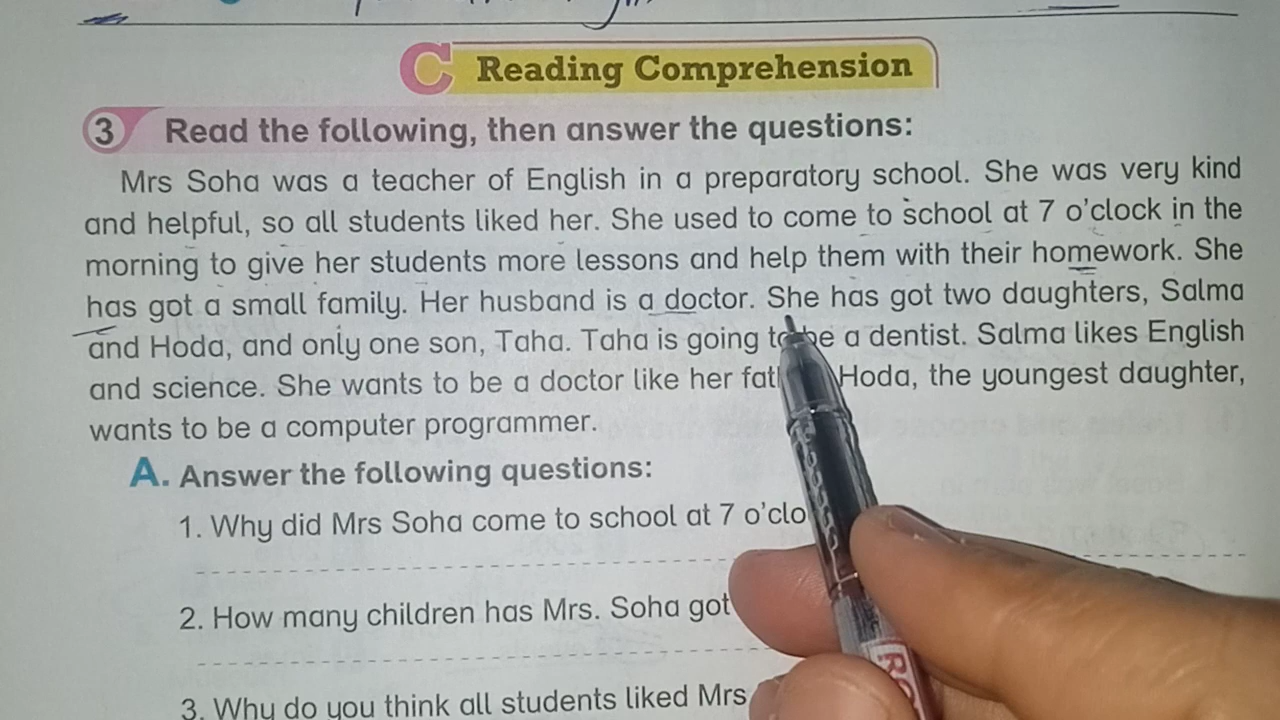 C Reading Comprehension
3 Read the following, then answer the questions:
Mrs Soha was a teacher of English in a preparatory school. She was very kind
and helpful, so all students liked her. She used to come to school at 7 o'clock in the
morning to give her students more lessons and help them with their homework. She
has got a small family. Her husband is a doctor. She has got two daughters, Salma
and Hoda, and only one son, Taha. Taha is going to be a dentist. Salma likes English
and science. She wants to be a doctor like her Hoda, the youngest daughter,
wants to be a computer programmer.
A. Answer the following questions:
1. Why did Mrs Soha come to school at 7
2. How many children has Mrs. Soha got
3. Why do you think all students liked Mrs